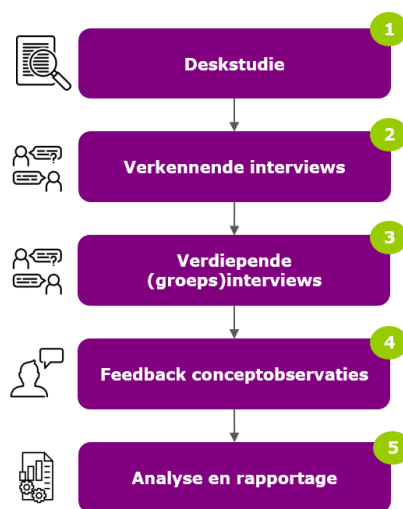 1
Deskstudie
2
Verkennende interviews
3
Verdiepende
(groeps)interviews
4
Feedback conceptobservaties
5
Analyse en rapportage